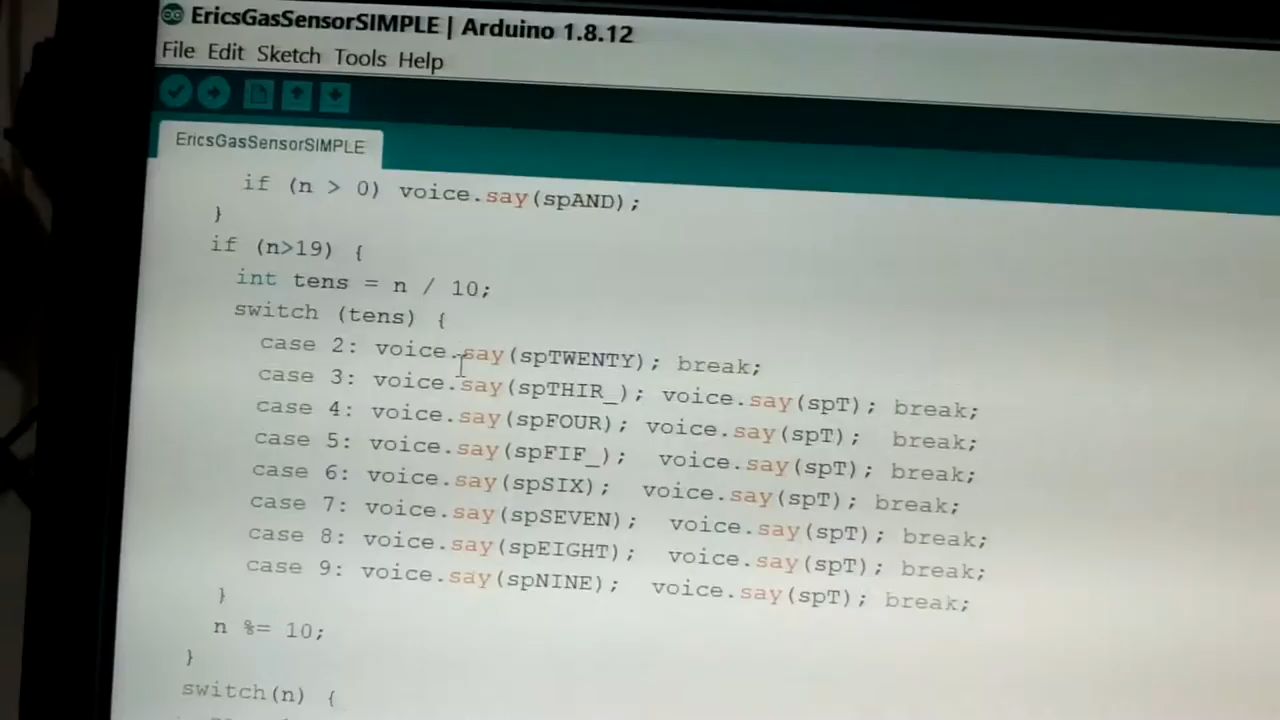 EricsGasSensorSIMPLE | Arduino 1.8.12
File Edit Sketch Tools Help
EricsGasSensorSIMPLE
if (n > 0) voice.say(spAND);
}
if (n>19) {
int tens = n / 10;
switch (tens) {
case 2: voice.say(spTWENTY); break;
case 3: voice.say(spTHIR_); voice.say(spT); break;
case 4: voice.say(spFOUR); voice.say(spT); break;
case 5: voice.say(spFIF_); voice.say(spT); break;
case 6: voice.say(spSIX); voice.say(spT); break;
case 7: voice.say(spSEVEN); voice.say(spT); break;
case 8: voice.say(spEIGHT); voice.say(spT); break;
case 9: voice.say(spNINE); voice.say(spT); break;
}
n %= 10;
}
switch(n) {